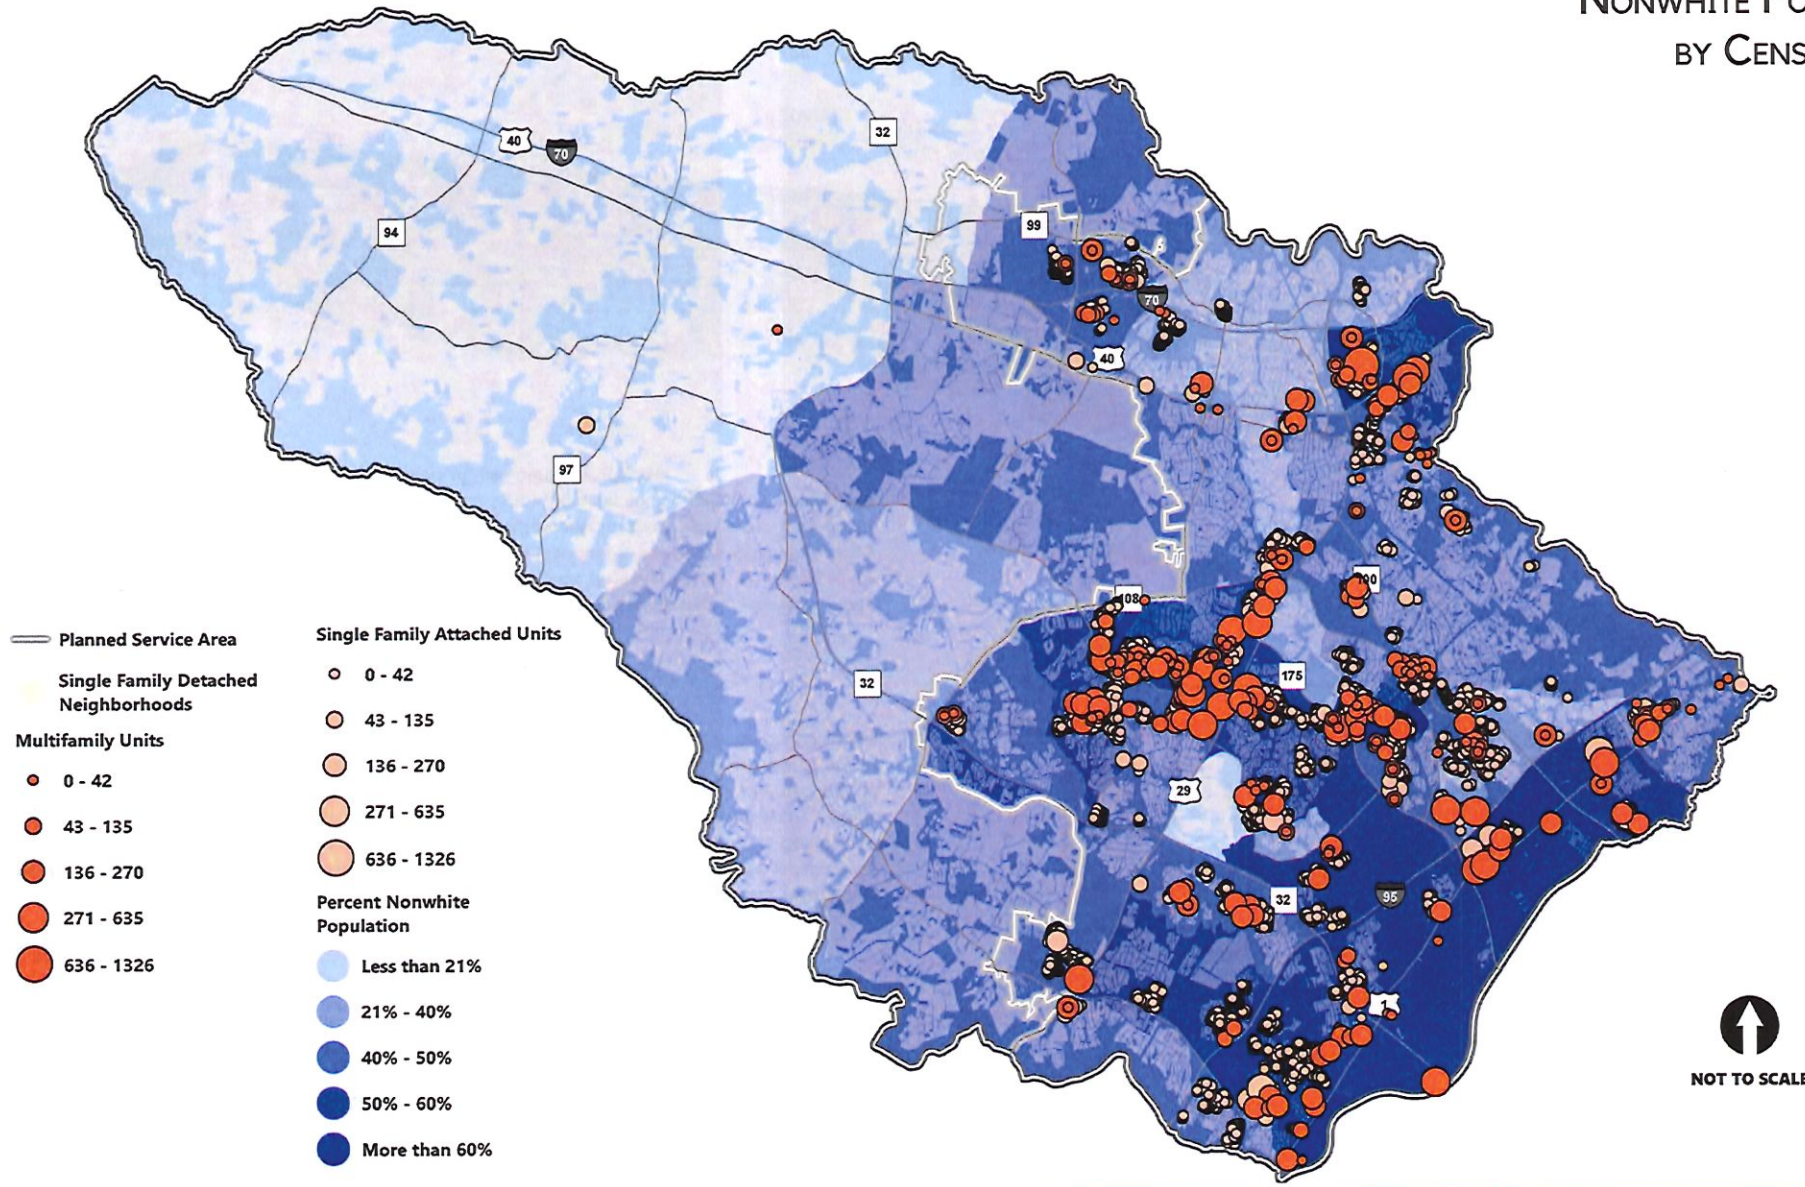 NONWHITE
BY CENS
40
70
32
94
99
70
40
97
108
100
175
32
29
32
95
1
Planned Service Area
Single Family Detached
Neighborhoods
Multifamily Units
0 - 42
43 - 135
136 - 270
271 - 635
636 - 1326
Single Family Attached Units
0 - 42
43 - 135
136 - 270
271 - 635
636 - 1326
Percent Nonwhite
Population
Less than 21%
21% - 40%
40% - 50%
50% - 60%
More than 60%
NOT TO SCALE